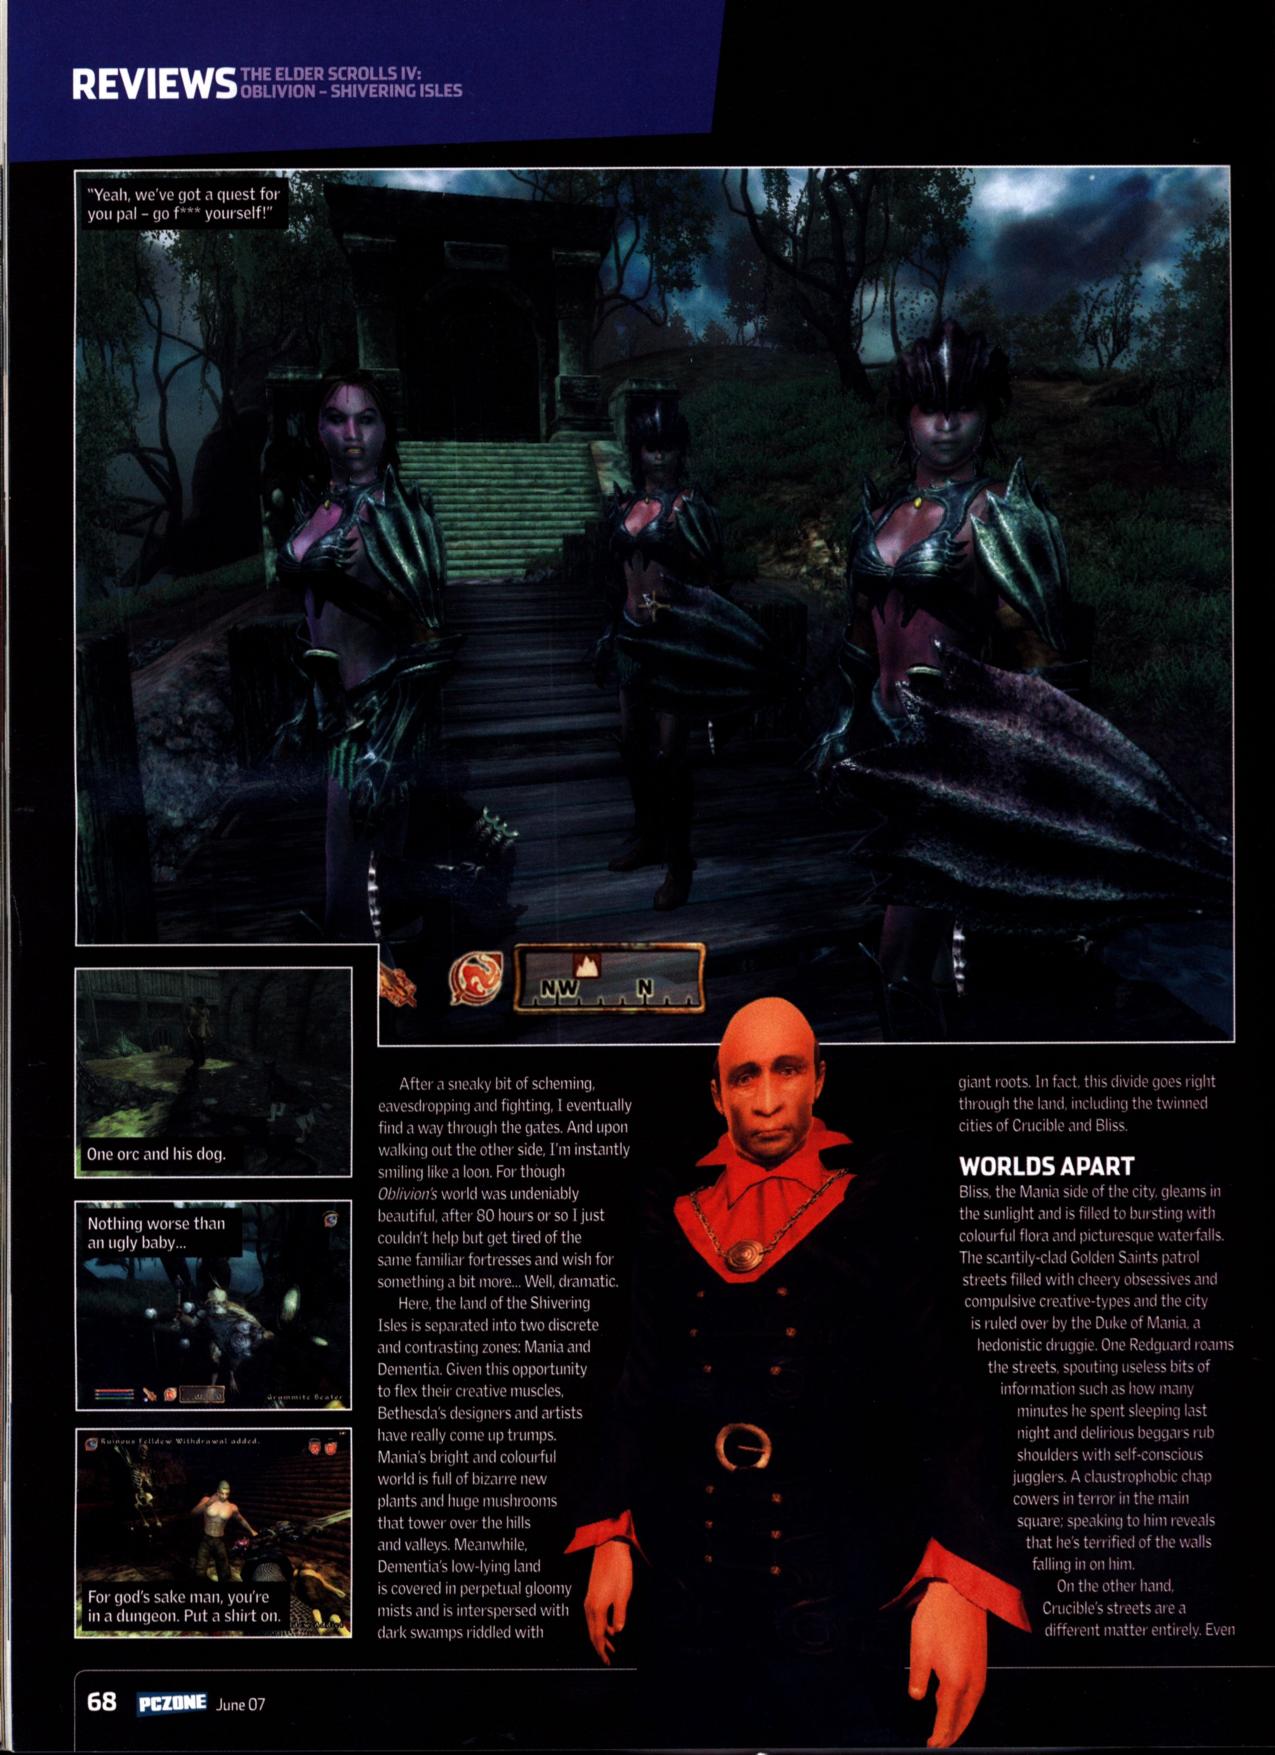 REVIEWS THE ELDER SCROLLS IV:
OBLIVION – SHIVERING ISLES
"Yeah, we've got a quest for
you pal – go f*** yourself!"
NW N
One orc and his dog.
Nothing worse than
an ugly baby...
Grummite Beater
Ruinous Felldew Withdrawal added.
For god's sake man, you're
in a dungeon. Put a shirt on.
After a sneaky bit of scheming,
eavesdropping and fighting, I eventually
find a way through the gates. And upon
walking out the other side, I'm instantly
smiling like a loon. For though
Oblivion's world was undeniably
beautiful, after 80 hours or so I just
couldn't help but get tired of the
same familiar fortresses and wish for
something a bit more... Well, dramatic.
Here, the land of the Shivering
Isles is separated into two discrete
and contrasting zones: Mania and
Dementia. Given this opportunity
to flex their creative muscles,
Bethesda's designers and artists
have really come up trumps.
Mania's bright and colourful
world is full of bizarre new
plants and huge mushrooms
that tower over the hills
and valleys. Meanwhile,
Dementia's low-lying land
is covered in perpetual gloomy
mists and is interspersed with
dark swamps riddled with
giant roots. In fact, this divide goes right
through the land, including the twinned
cities of Crucible and Bliss.
WORLDS APART
Bliss, the Mania side of the city, gleams in
the sunlight and is filled to bursting with
colourful flora and picturesque waterfalls.
The scantily-clad Golden Saints patrol
streets filled with cheery obsessives and
compulsive creative-types and the city
is ruled over by the Duke of Mania, a
hedonistic druggie. One Redguard roams
the streets, spouting useless bits of
information such as how many
minutes he spent sleeping last
night and delirious beggars rub
shoulders with self-conscious
jugglers. A claustrophobic chap
cowers in terror in the main
square; speaking to him reveals
that he's terrified of the walls
falling in on him.
On the other hand,
Crucible's streets are a
different matter entirely. Even
68 PCZONE June 07